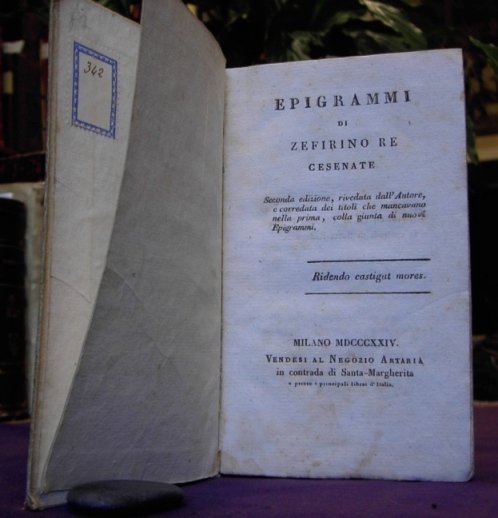 342
EPIGRAMMI
DI
ZEFIRINO RE
CESENATE
Seconda edizione, riveduta dall'Autore,
e corredata dei titoli che mancavano
nella prima, colla giunta di nuovi
Epigrammi.
Ridendo castigat mores.
MILANO MDCCCXXIV.
VENDESI AL NEGOZIO ARTARIA
in contrada di Santa-Margherita
e presso i principali librai d'Italia.